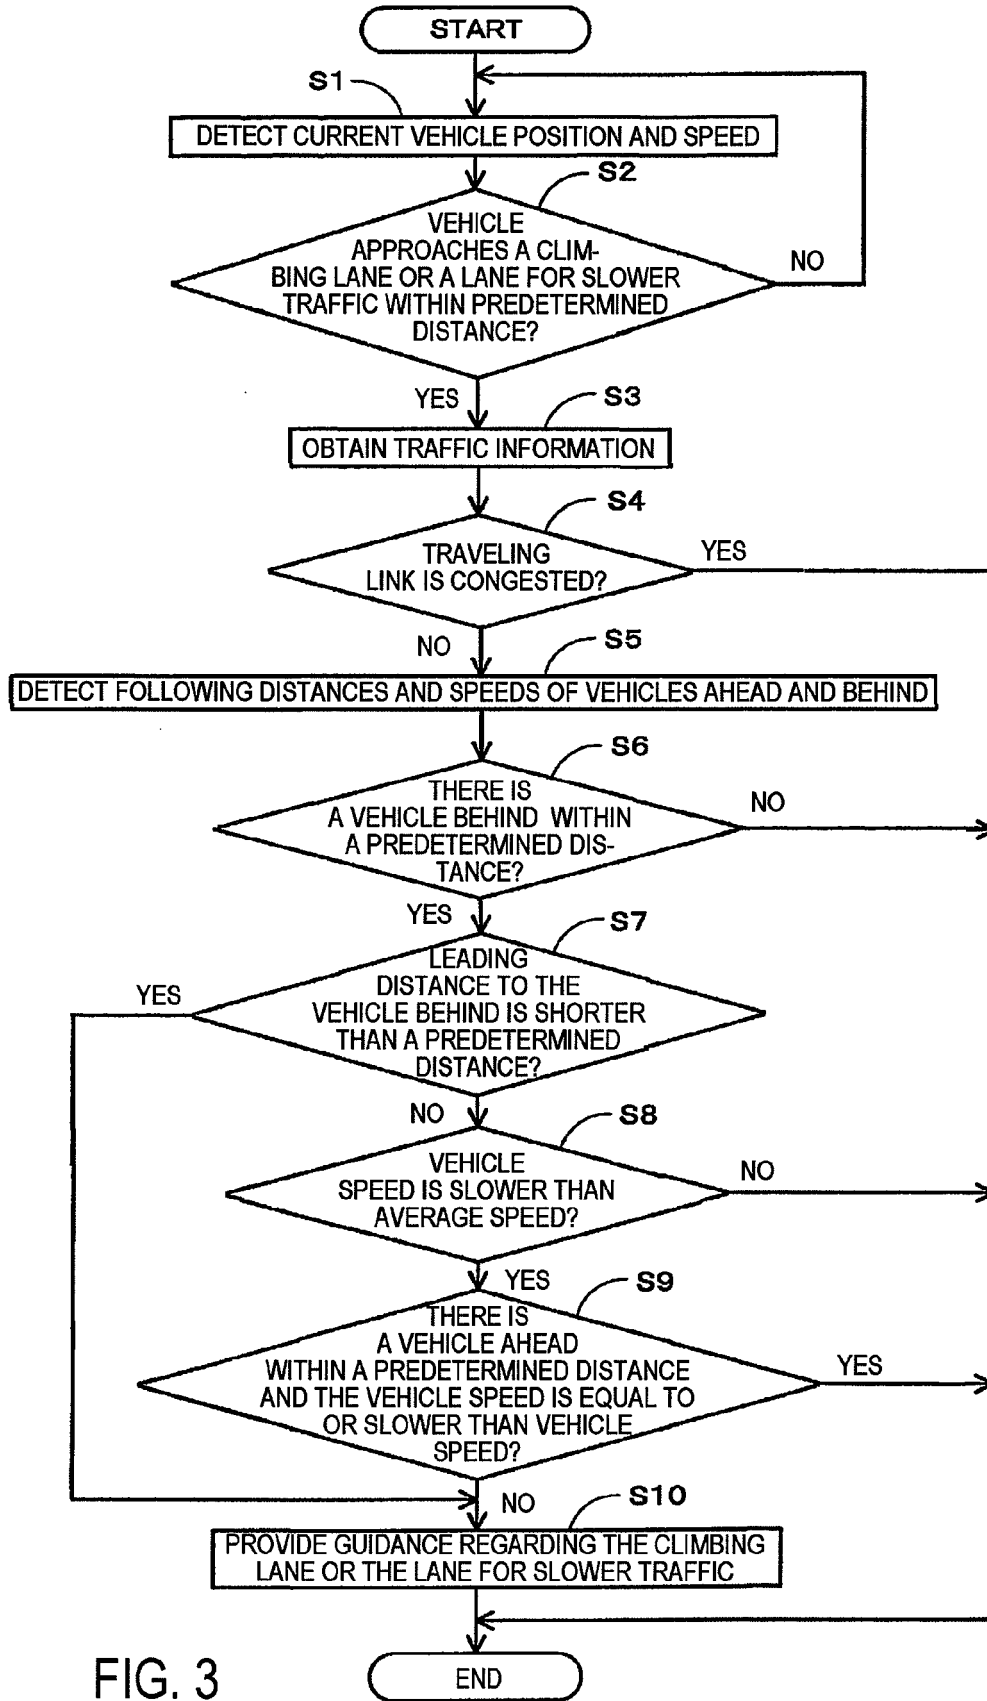 START
S1
DETECT CURRENT VEHICLE POSITION AND SPEED
S2
VEHICLE
APPROACHES A CLIM-
BING LANE OR A LANE FOR SLOWER
TRAFFIC WITHIN PREDETERMINED
DISTANCE?
NO
YES
S3
OBTAIN TRAFFIC INFORMATION
S4
TRAVELING
LINK IS CONGESTED?
YES
NO
S5
DETECT FOLLOWING DISTANCES AND SPEEDS OF VEHICLES AHEAD AND BEHIND
S6
THERE IS
A VEHICLE BEHIND WITHIN
A PREDETERMINED DIS-
TANCE?
NO
YES
S7
LEADING
DISTANCE TO THE
VEHICLE BEHIND IS SHORTER
THAN A PREDETERMINED
DISTANCE?
YES
NO
S8
VEHICLE
SPEED IS SLOWER THAN
AVERAGE SPEED?
NO
YES
S9
THERE IS
A VEHICLE AHEAD
WITHIN A PREDETERMINED DISTANCE
AND THE VEHICLE SPEED IS EQUAL TO
OR SLOWER THAN VEHICLE
SPEED?
YES
NO
S10
PROVIDE GUIDANCE REGARDING THE CLIMBING
LANE OR THE LANE FOR SLOWER TRAFFIC
END
FIG. 3